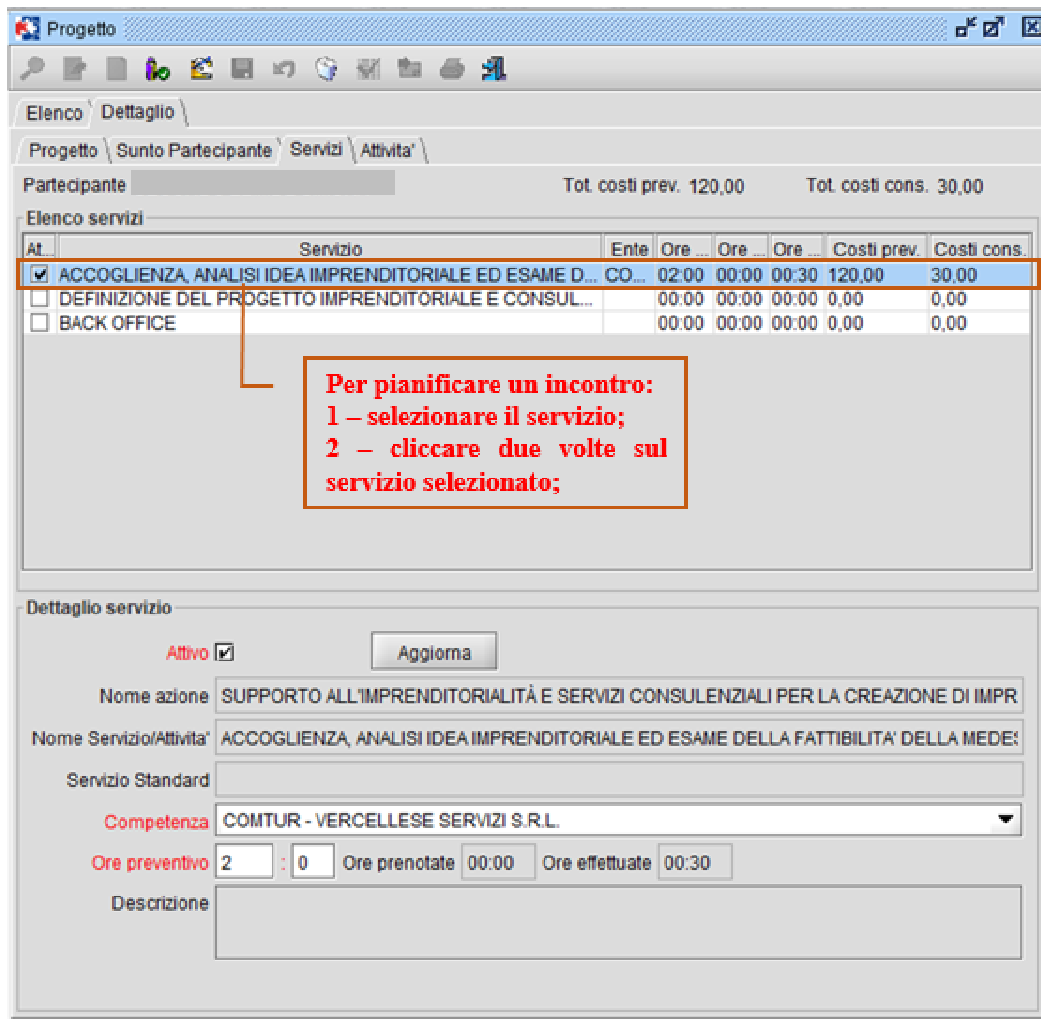 Progetto
Elenco Dettaglio
Progetto Sunto Partecipante Servizi Attivita'
Partecipante Tot. costi prev. 120,00 Tot. costi cons. 30,00
Elenco servizi
At... Servizio Ente Ore ... Ore ... Ore ... Costi prev. Costi cons.
ACCOGLIENZA, ANALISI IDEA IMPRENDITORIALE ED ESAME D... CO... 02:00 00:00 00:30 120,00 30,00
DEFINIZIONE DEL PROGETTO IMPRENDITORIALE E CONSUL... 00:00 00:00 00:00 0,00 0,00
BACK OFFICE 00:00 00:00 00:00 0,00 0,00
Per pianificare un incontro:
1 – selezionare il servizio;
2 – cliccare due volte sul
servizio selezionato;
Dettaglio servizio
Attivo Aggiorna
Nome azione SUPPORTO ALL'IMPRENDITORIALITÀ E SERVIZI CONSULENZIALI PER LA CREAZIONE DI IMPR
Nome Servizio/Attivita' ACCOGLIENZA, ANALISI IDEA IMPRENDITORIALE ED ESAME DELLA FATTIBILITA' DELLA MEDES
Servizio Standard
Competenza COMTUR - VERCELLESE SERVIZI S.R.L.
Ore preventivo 2 : 0 Ore prenotate 00:00 Ore effettuate 00:30
Descrizione